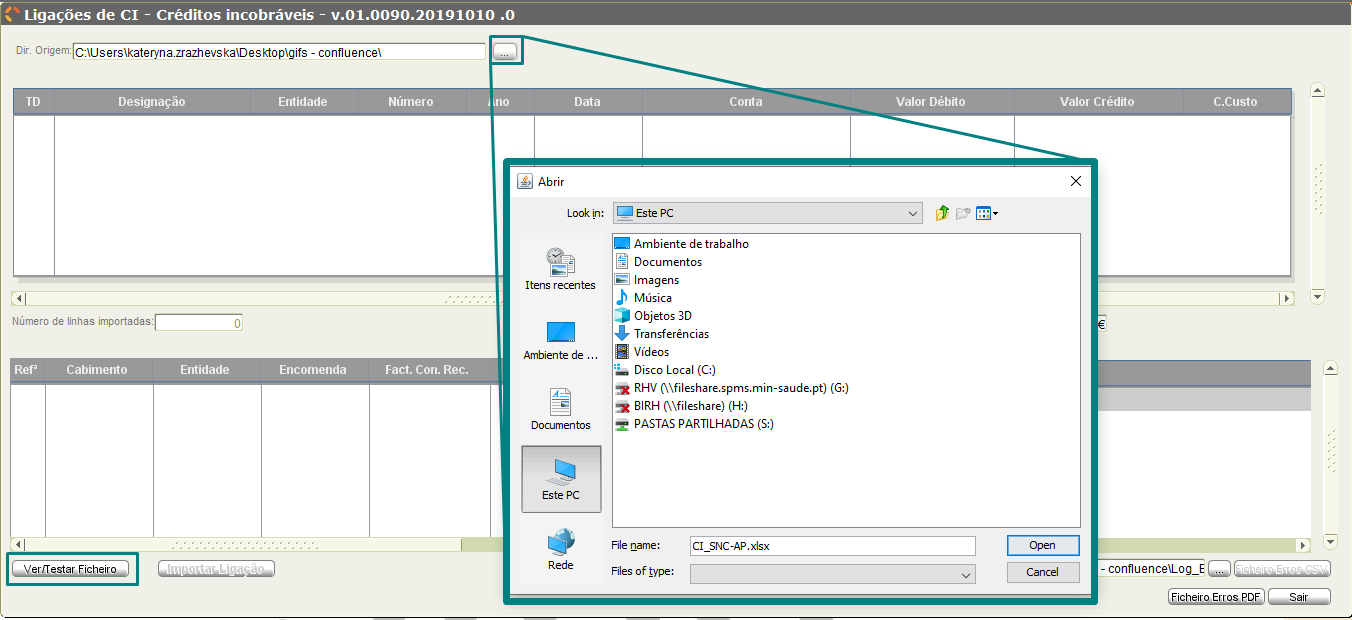 Ligações de CI - Créditos incobráveis - v.01.0090.20191010 .0
Dir. Origem: C:\Users\kateryna.zrazhevska\Desktop\gifs - confluence\ ...
TD Designação Entidade Número Ano Data Conta Valor Débito Valor Crédito C.Custo
Abrir
Look in: Este PC
Itens recentes
Ambiente de ...
Documentos
Este PC
Rede
Ambiente de trabalho
Documentos
Imagens
Música
Objetos 3D
Transferências
Vídeos
Disco Local (C:)
RHV (\\fileshare.spms.min-saude.pt) (G:)
BIRH (\\fileshare) (H:)
PASTAS PARTILHADAS (S:)
File name: CI_SNC-AP.xlsx Open
Files of type: Cancel
Número de linhas importadas: 0 €
Refª Cabimento Entidade Encomenda Fact. Con. Rec.
Ver/Testar Ficheiro Importar Ligação - confluence\Log_E ... Ficheiro Erros CSV
Ficheiro Erros PDF Sair